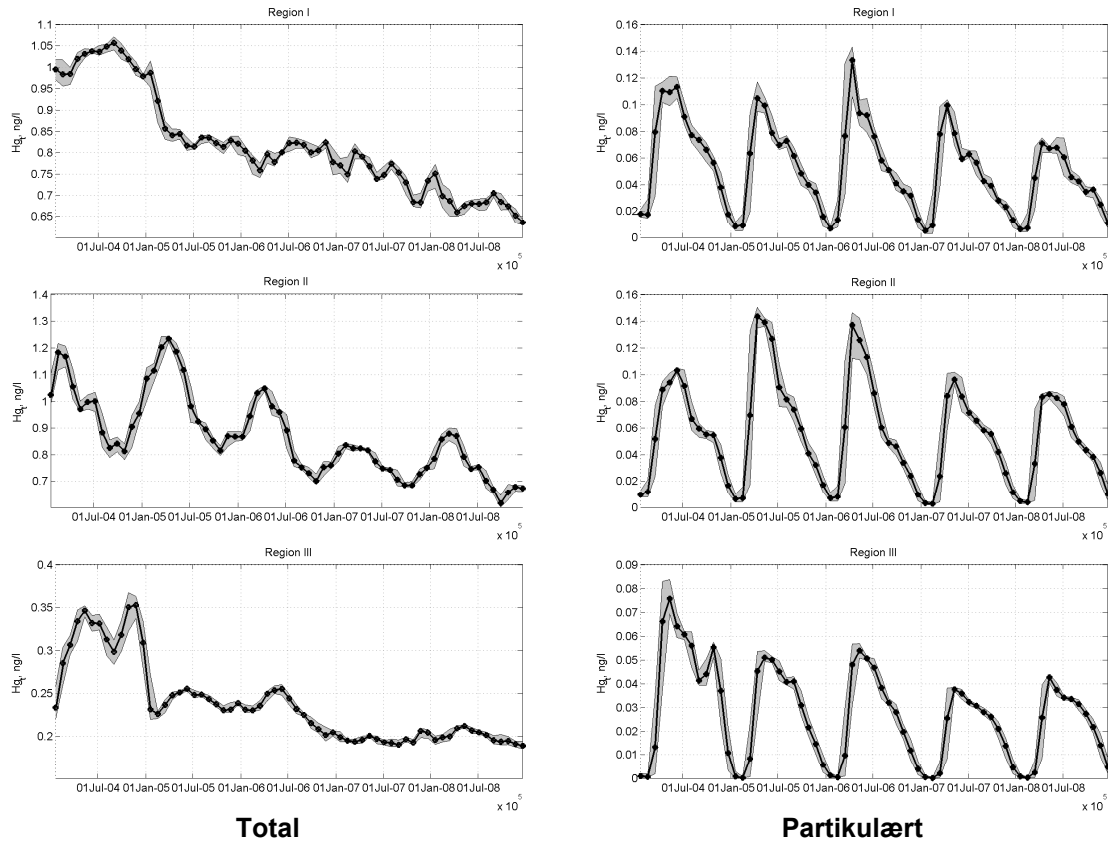 Region I
Hgt, ng/l
1.1
1.05
1
0.95
0.9
0.85
0.8
0.75
0.7
0.65
01Jul-04 01Jan-05 01Jul-05 01Jan-06 01Jul-06 01Jan-07 01Jul-07 01Jan-08 01Jul-08
x 10^5
Region I
Hgt, ng/l
0.16
0.14
0.12
0.1
0.08
0.06
0.04
0.02
0
01Jul-04 01Jan-05 01Jul-05 01Jan-06 01Jul-06 01Jan-07 01Jul-07 01Jan-08 01Jul-08
x 10^5
Region II
Hgt, ng/l
1.4
1.3
1.2
1.1
1
0.9
0.8
0.7
01Jul-04 01Jan-05 01Jul-05 01Jan-06 01Jul-06 01Jan-07 01Jul-07 01Jan-08 01Jul-08
x 10^5
Region II
Hgt, ng/l
0.16
0.14
0.12
0.1
0.08
0.06
0.04
0.02
0
01Jul-04 01Jan-05 01Jul-05 01Jan-06 01Jul-06 01Jan-07 01Jul-07 01Jan-08 01Jul-08
x 10^5
Region III
Hgt, ng/l
0.4
0.35
0.3
0.25
0.2
01Jul-04 01Jan-05 01Jul-05 01Jan-06 01Jul-06 01Jan-07 01Jul-07 01Jan-08 01Jul-08
x 10^5
Region III
Hgt, ng/l
0.09
0.08
0.07
0.06
0.05
0.04
0.03
0.02
0.01
0
01Jul-04 01Jan-05 01Jul-05 01Jan-06 01Jul-06 01Jan-07 01Jul-07 01Jan-08 01Jul-08
x 10^5
Total
Partikulært